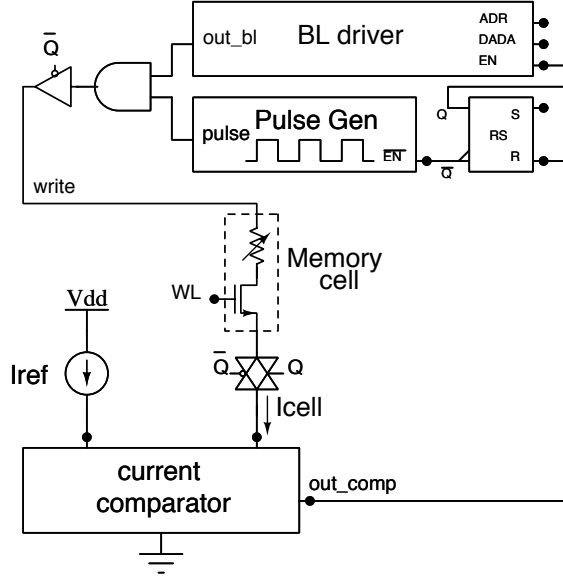 ADR
out_bl
BL driver
DADA
EN
Q̅
Q
S
Pulse Gen
pulse
RS
E̅N̅
R
Q̅
write
Memory
cell
WL
Vdd
Q̅
Q
Iref
Icell
current
comparator
out_comp